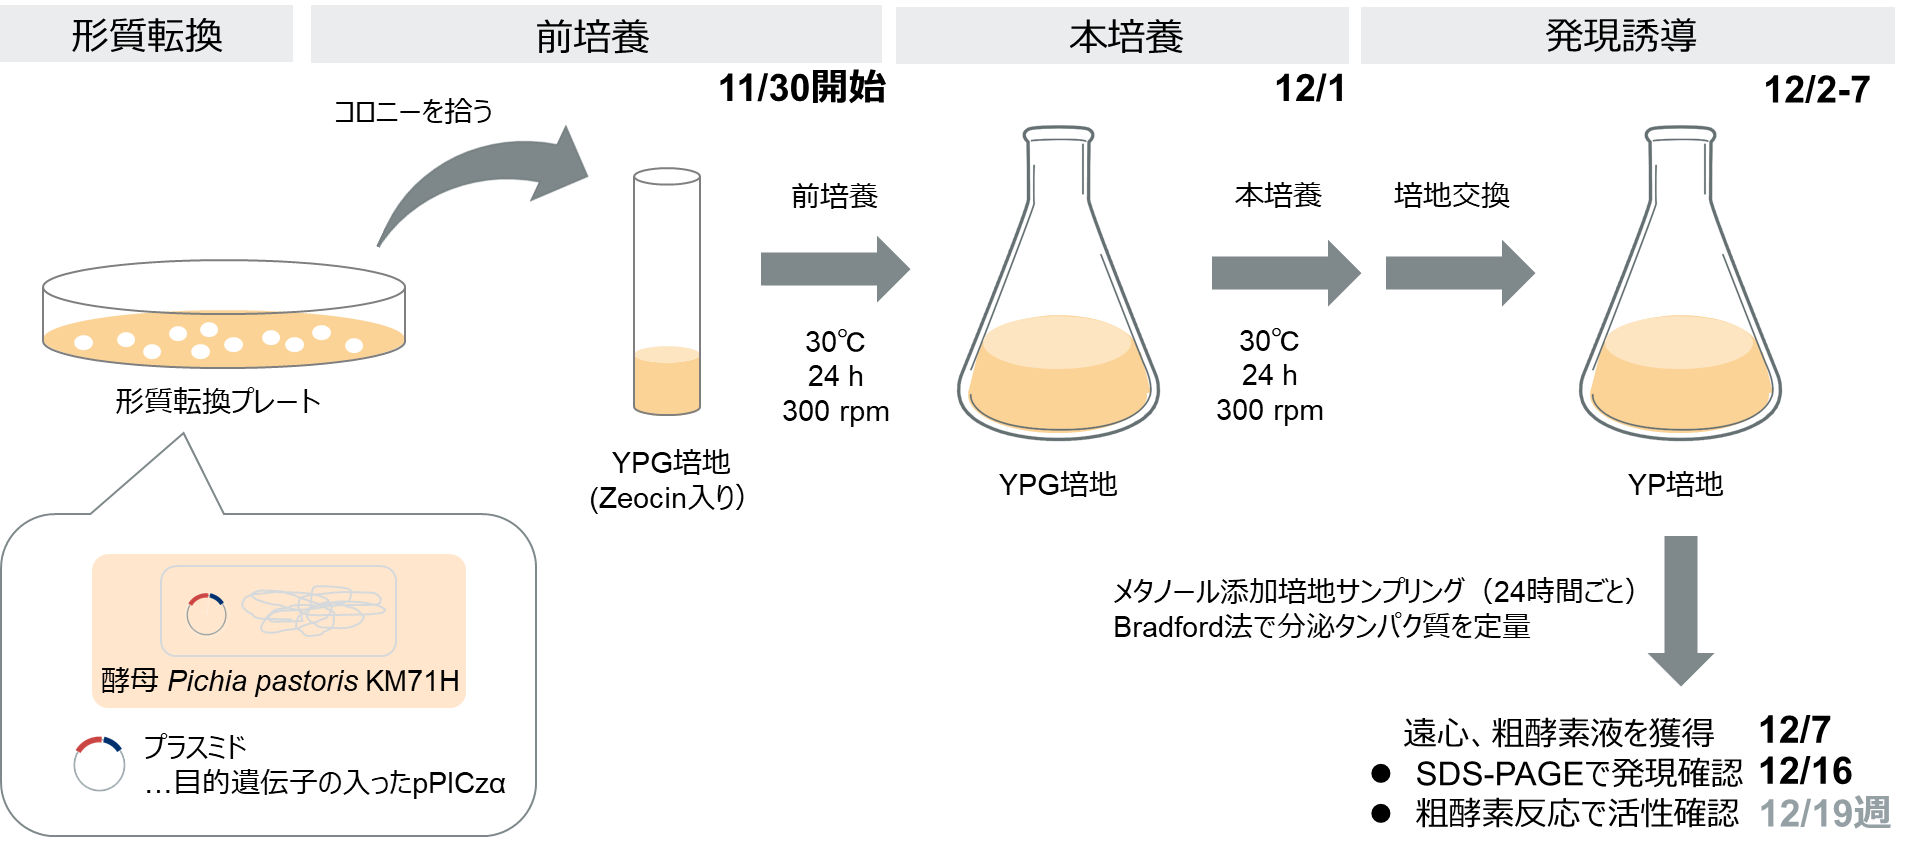 形質転換
前培養
本培養
発現誘導
11/30開始
12/1
12/2-7
コロニーを拾う
前培養
本培養
培地交換
30℃
24 h
300 rpm
30℃
24 h
300 rpm
形質転換プレート
YPG培地
(Zeocin入り）
YPG培地
YP培地
酵母 Pichia pastoris KM71H
プラスミド
…目的遺伝子の入ったpPICzα
メタノール添加培地サンプリング（24時間ごと）
Bradford法で分泌タンパク質を定量
遠心、粗酵素液を獲得 12/7
● SDS-PAGEで発現確認 12/16
● 粗酵素反応で活性確認 12/19週